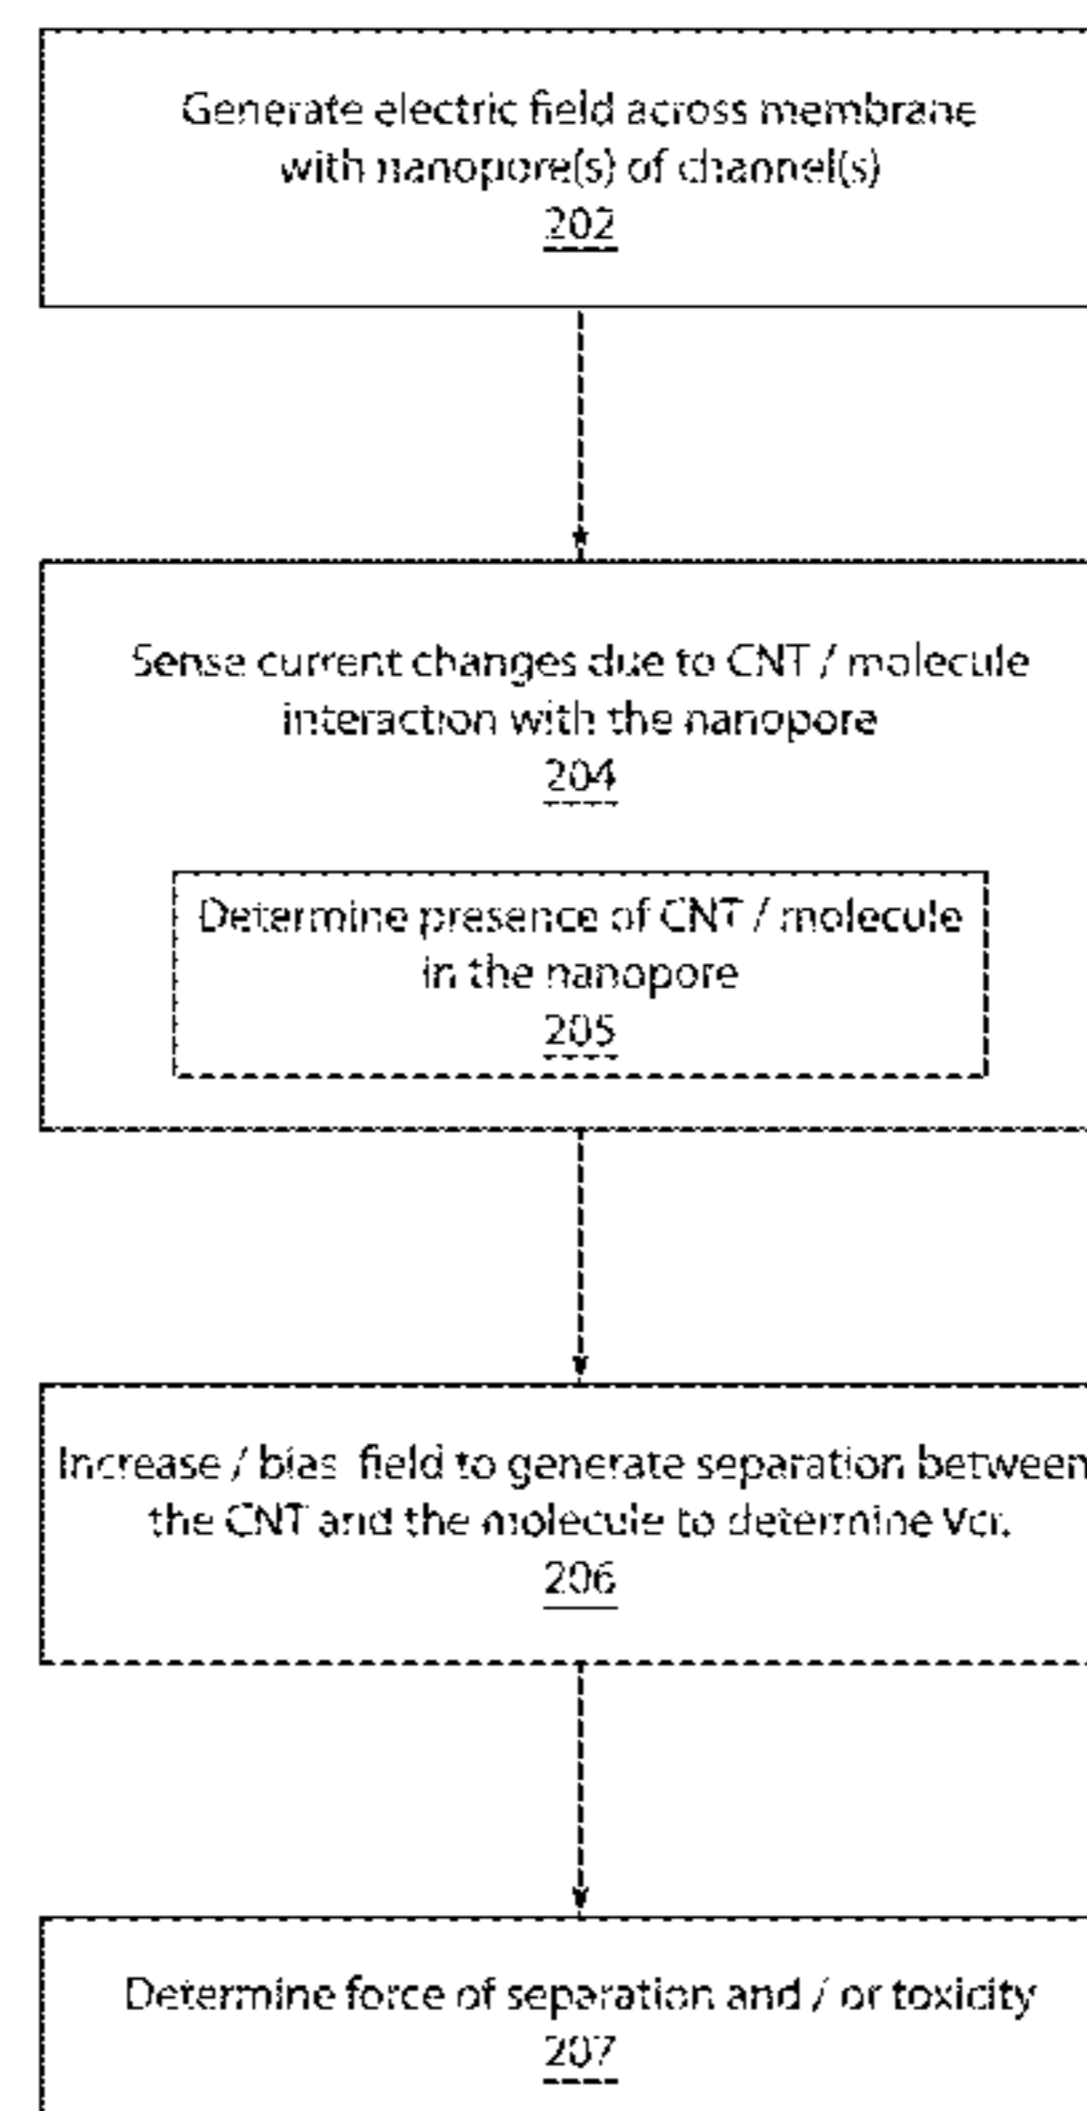 Generate electric field across membrane
with nanopore(s) of channel(s)
202
Sense current changes due to CNT / molecule
interaction with the nanopore
204
Determine presence of CNT / molecule
in the nanopore
205
Increase / bias field to generate separation between
the CNT and the molecule to determine Vcr.
206
Determine force of separation and / or toxicity
207